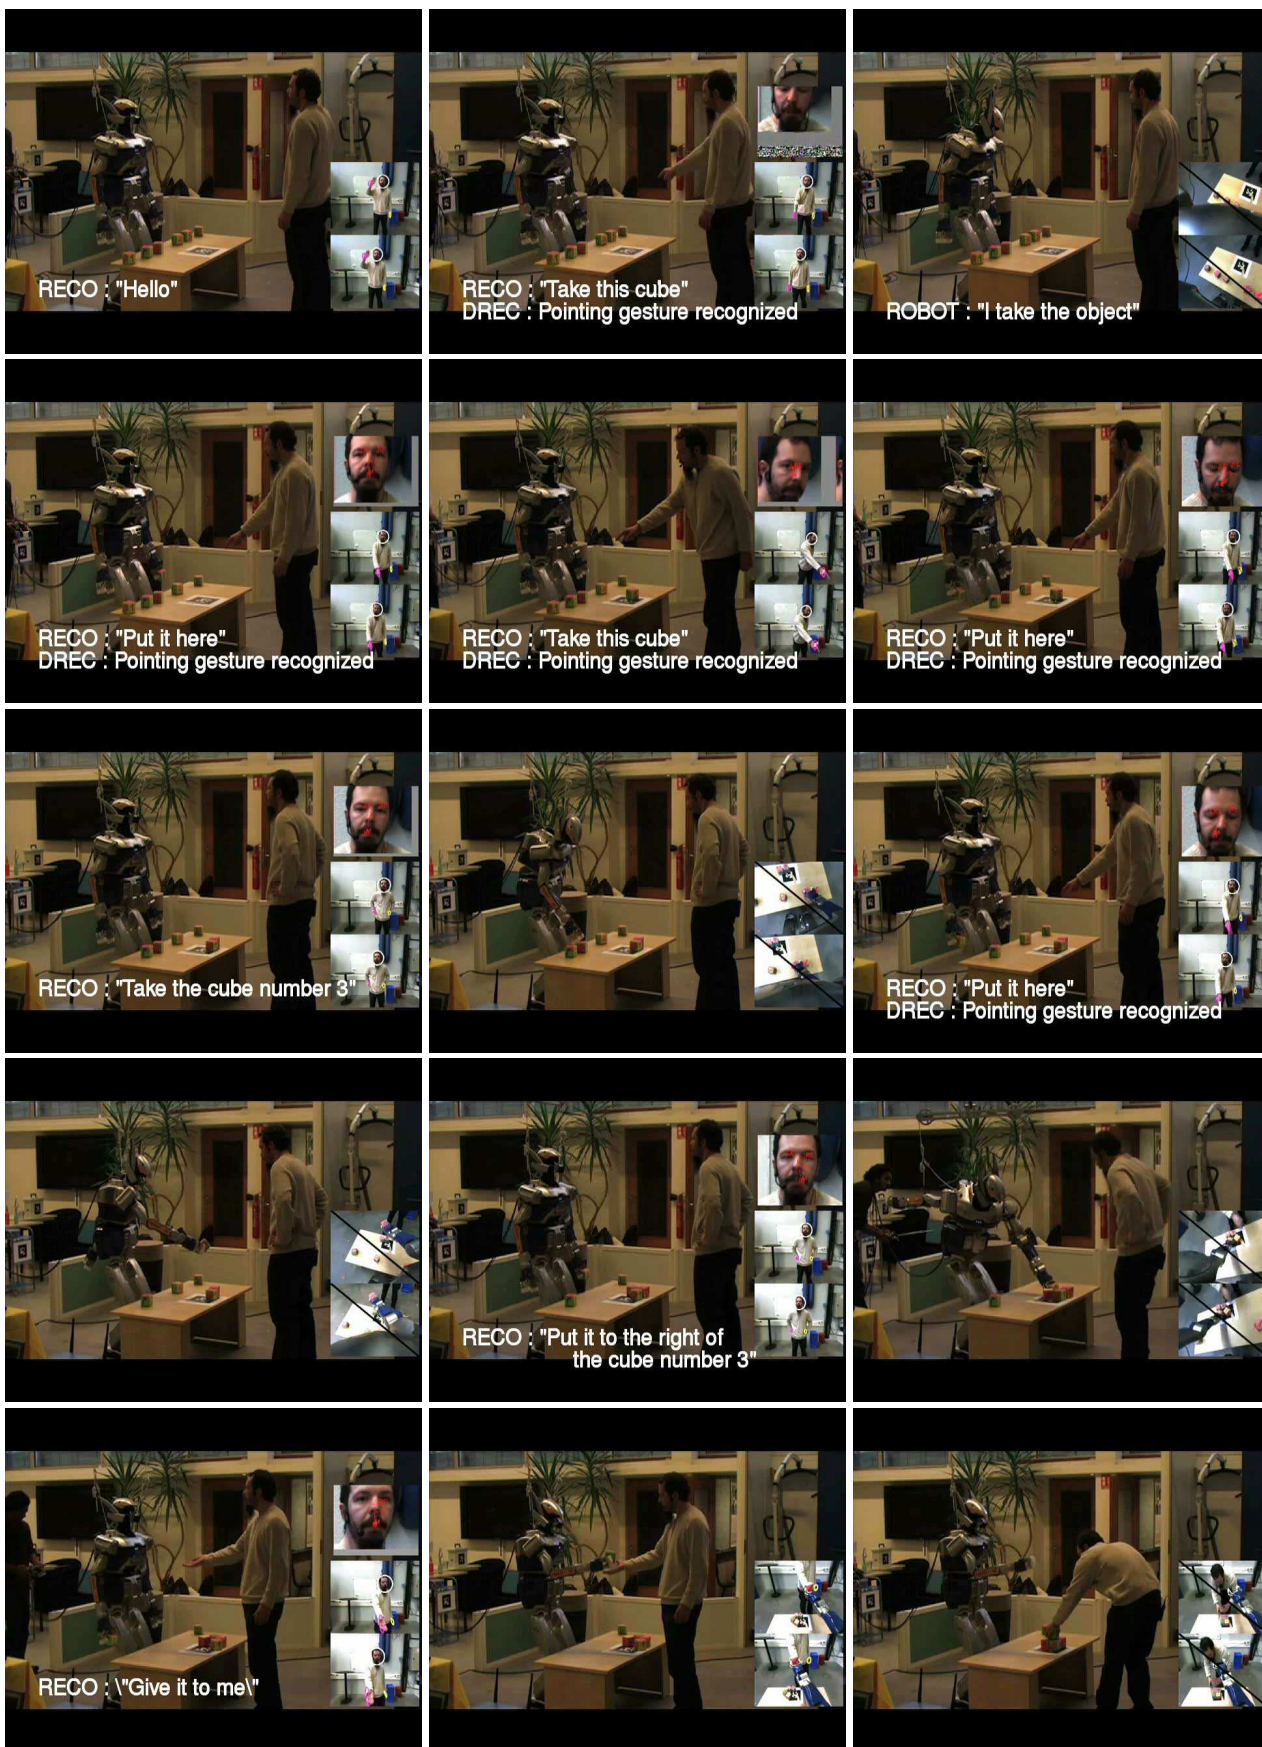 RECO : "Hello"
RECO : "Take this cube"
DREC : Pointing gesture recognized
ROBOT : "I take the object"
RECO : "Put it here"
DREC : Pointing gesture recognized
RECO : "Take this cube"
DREC : Pointing gesture recognized
RECO : "Put it here"
DREC : Pointing gesture recognized
RECO : "Take the cube number 3"
RECO : "Put it here"
DREC : Pointing gesture recognized
RECO : "Put it to the right of
the cube number 3"
RECO : \"Give it to me\"